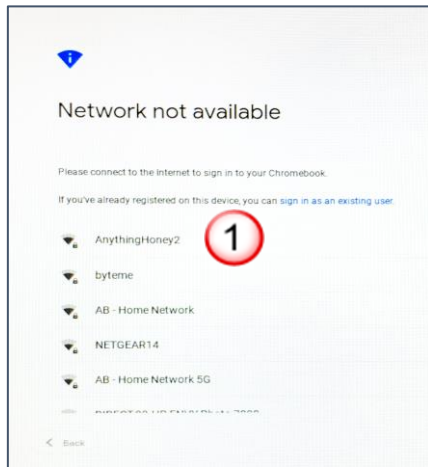 Network not available
Please connect to the Internet to sign in to your Chromebook.
If you've already registered on this device, you can sign in as an existing user.
AnythingHoney2
1
byteme
AB - Home Network
NETGEAR14
AB - Home Network 5G
Back